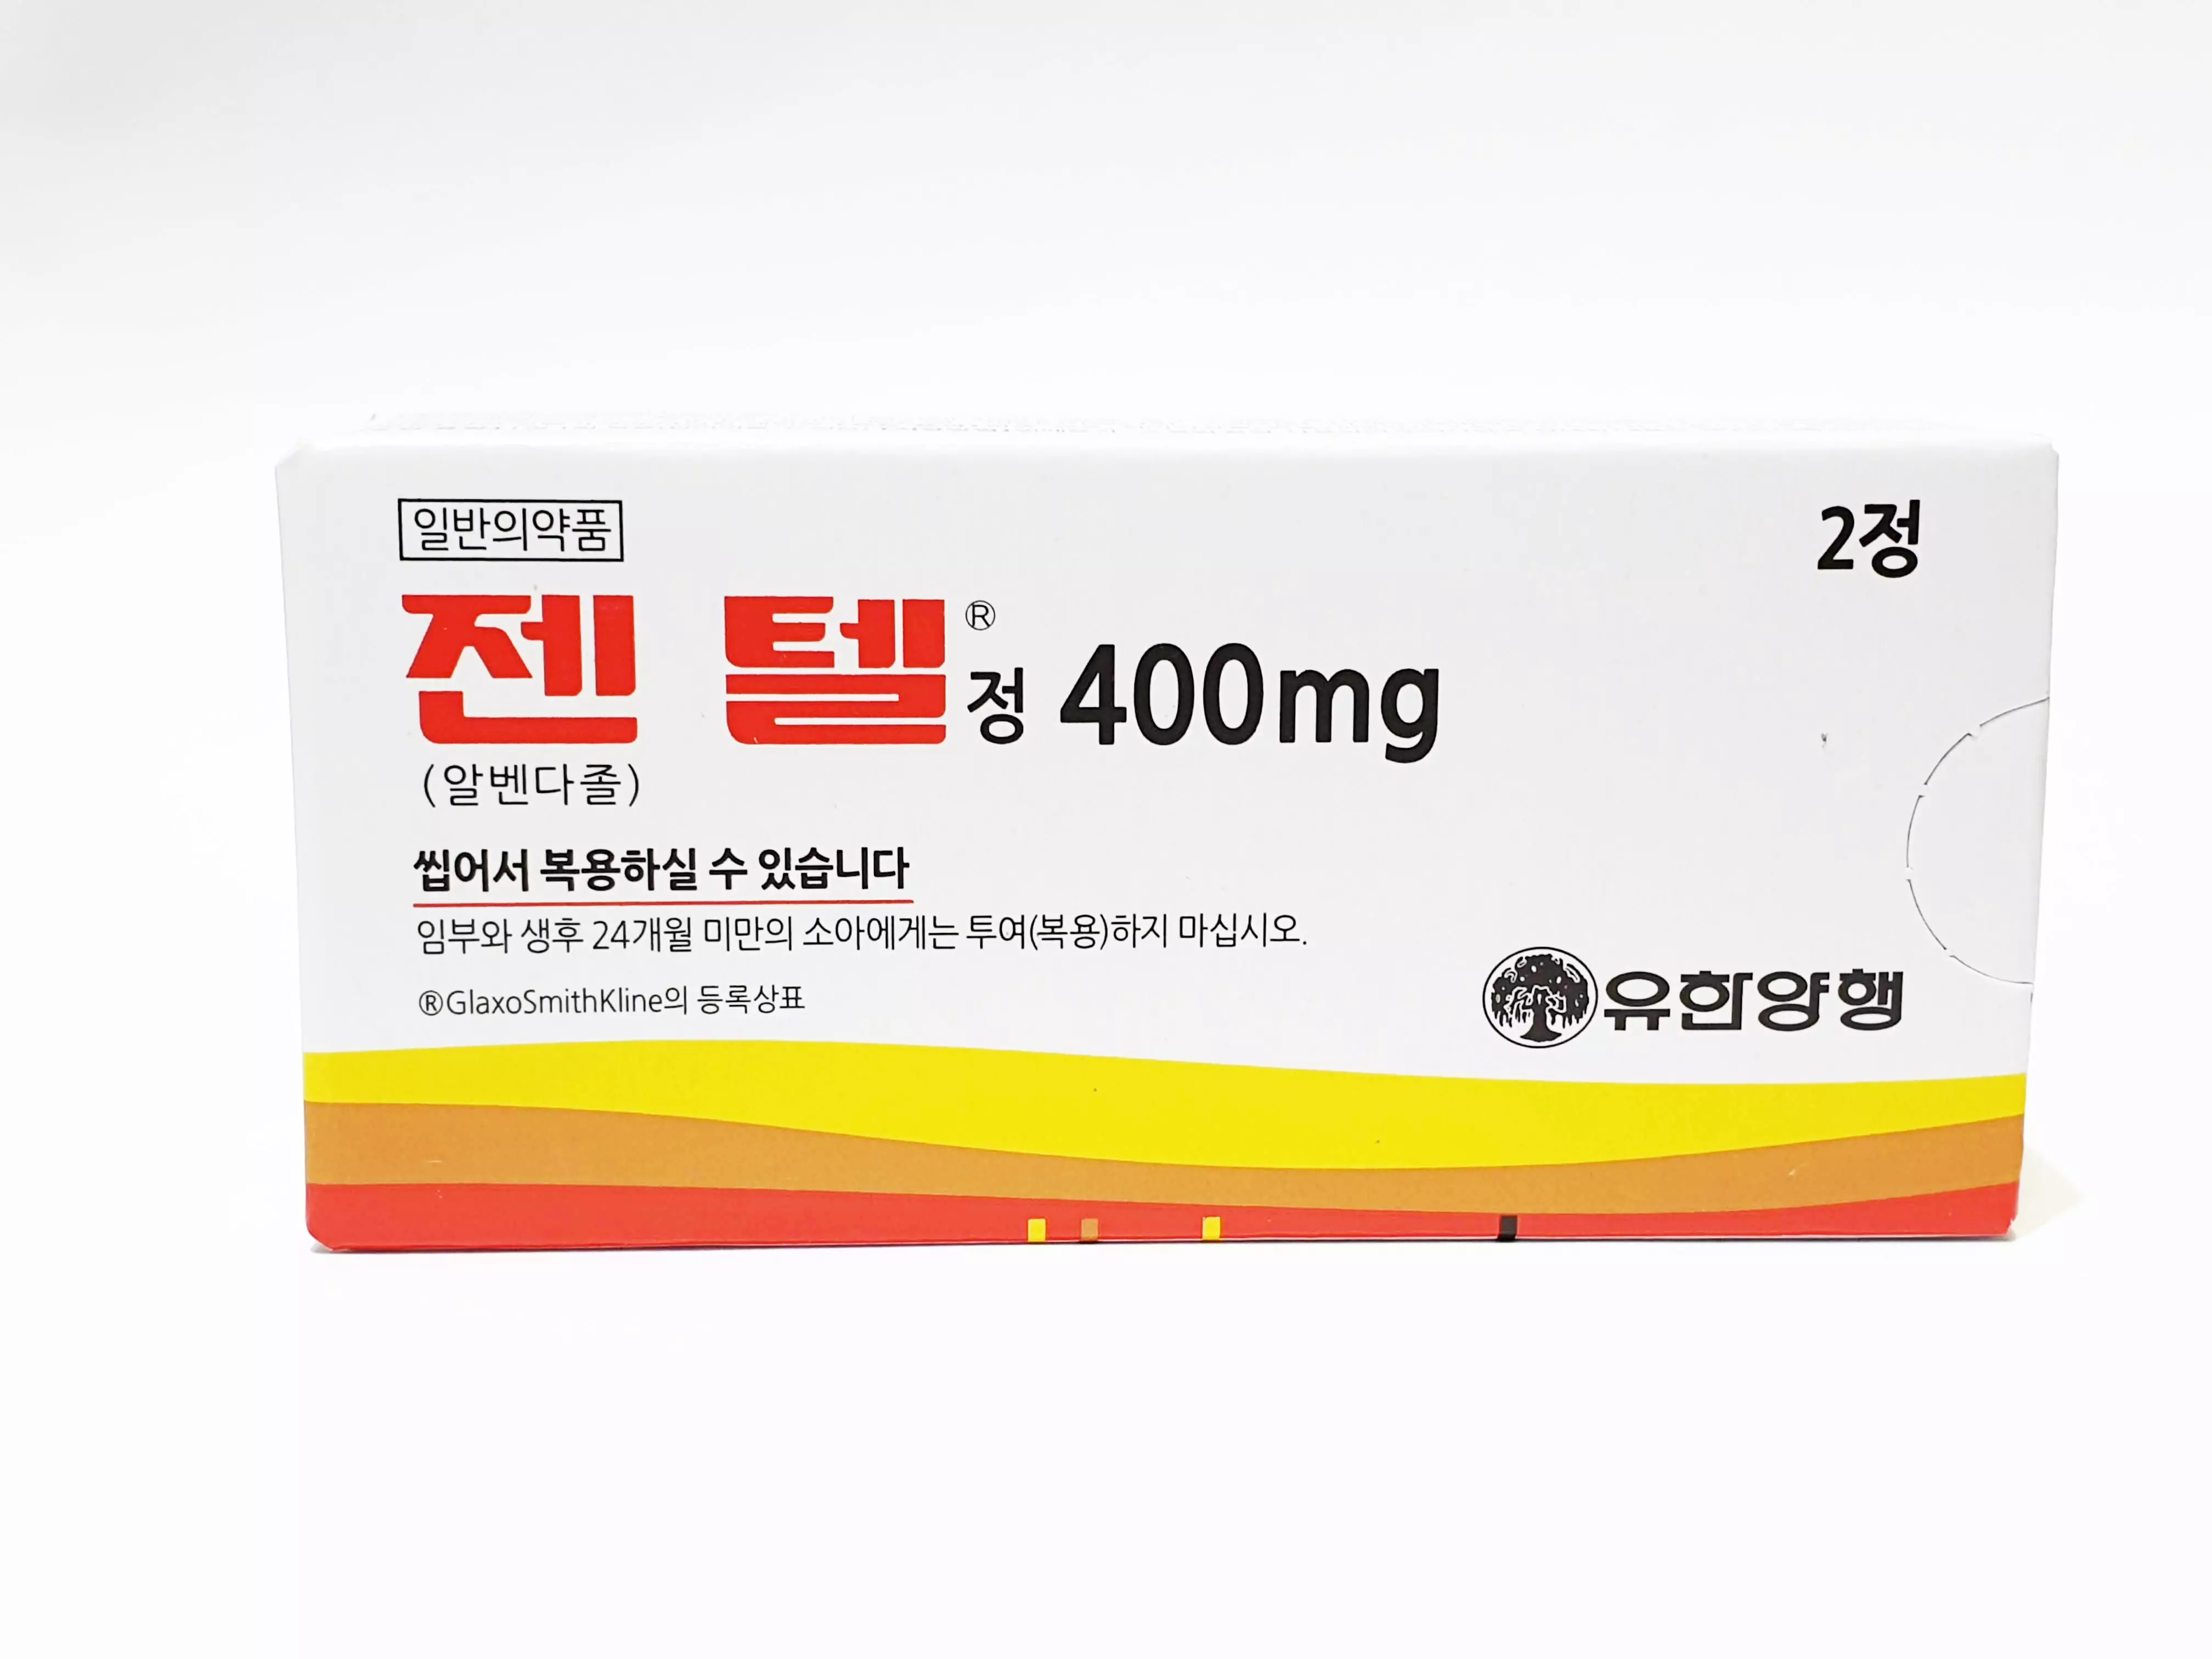 일반의약품
2정
젠텔® 정 400mg
(알벤다졸)
씹어서 복용하실 수 있습니다
임부와 생후 24개월 미만의 소아에게는 투여(복용)하지 마십시오.
®GlaxoSmithKline의 등록상표
유한양행